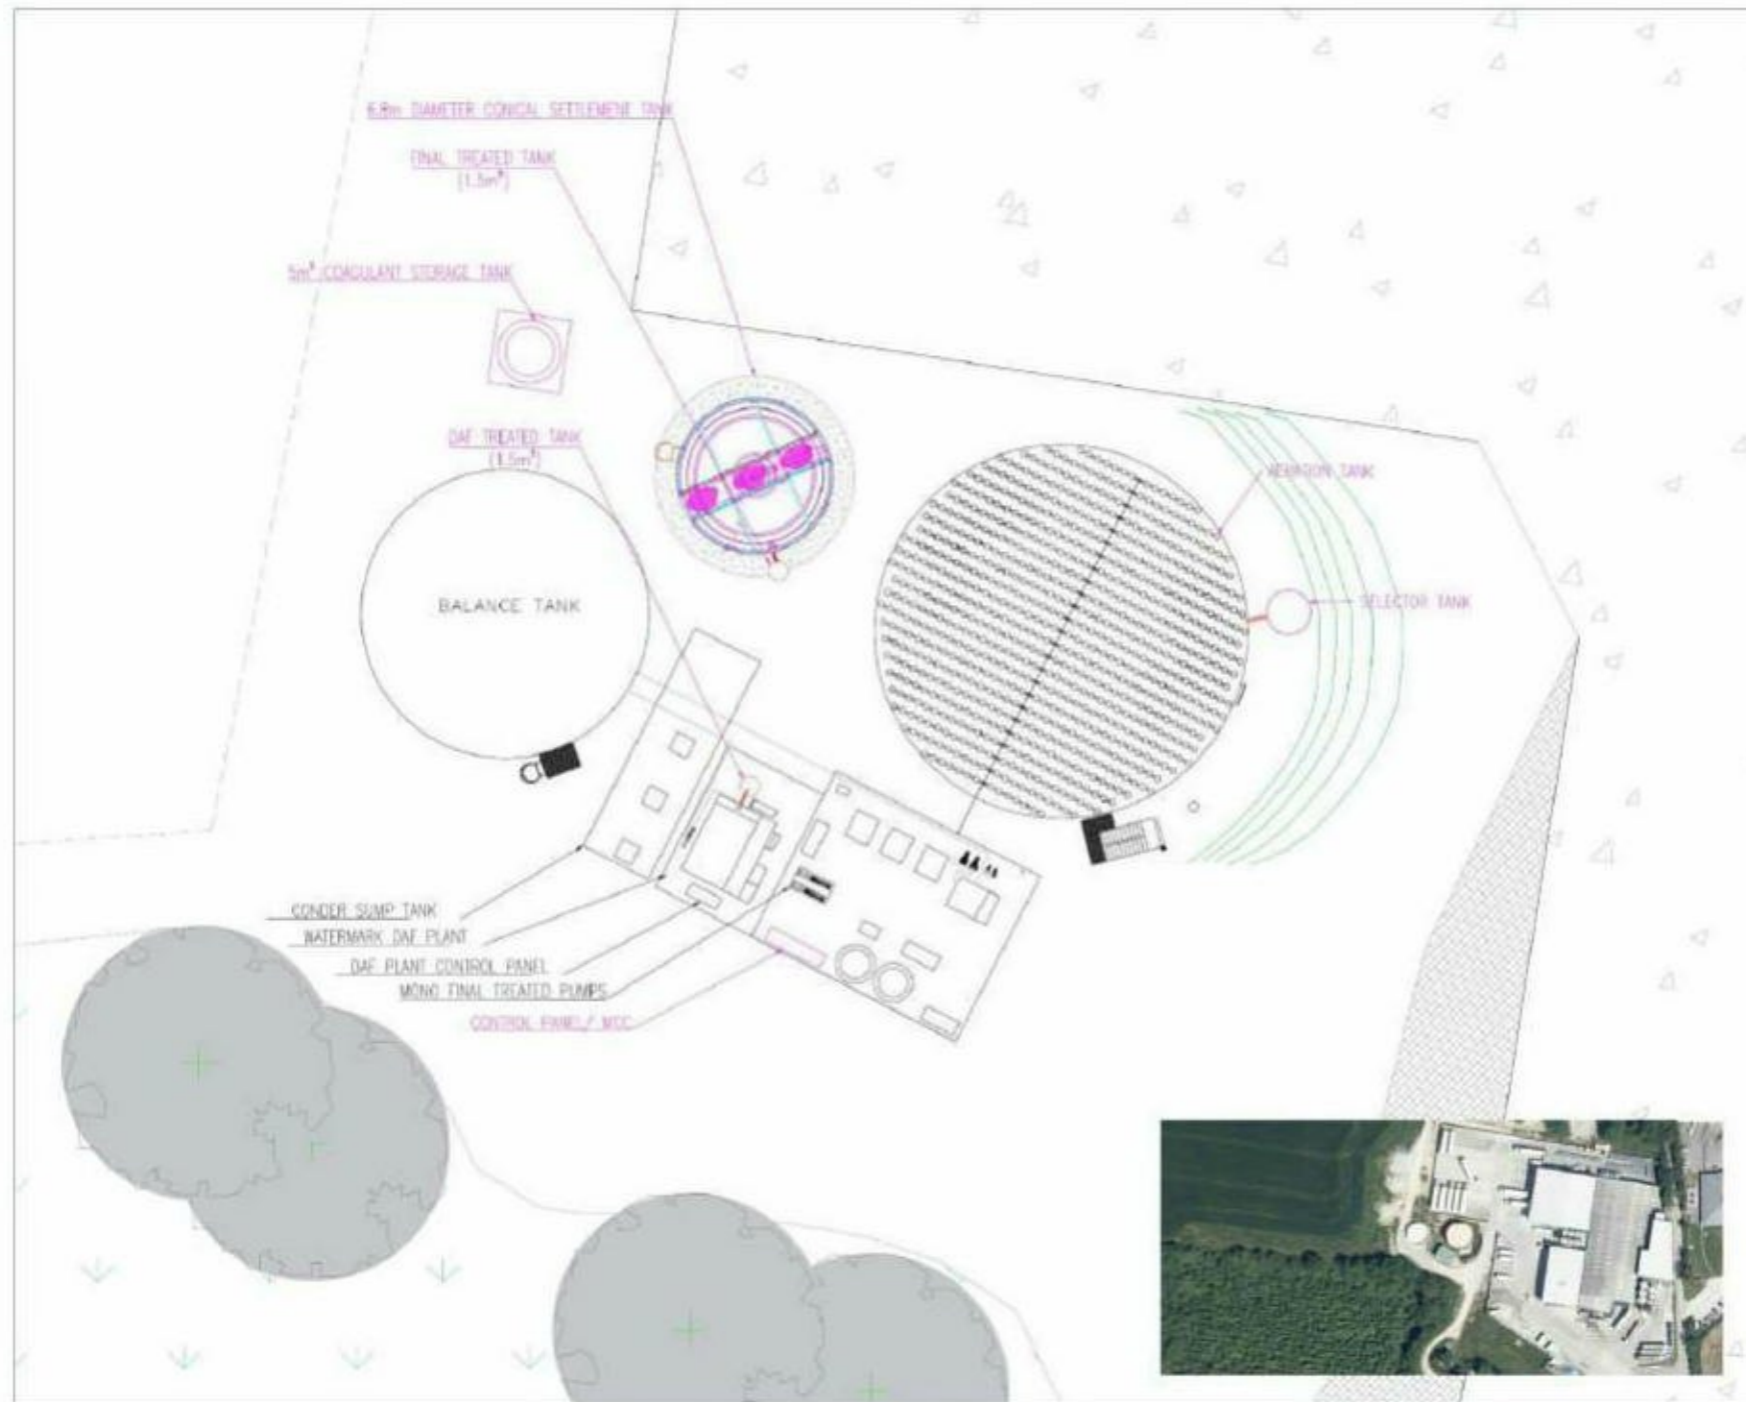 6.8m DIAMETER CONICAL SETTLEMENT TANK
FINAL TREATED TANK
(1.5m³)
5m³ COAGULANT STORAGE TANK
DAF TREATED TANK
(1.5m³)
AERATION TANK
BALANCE TANK
SELECTOR TANK
CONDER SUMP TANK
WATERMARK DAF PLANT
DAF PLANT CONTROL PANEL
MONO FINAL TREATED PUMPS
CONTROL PANEL/ MCC